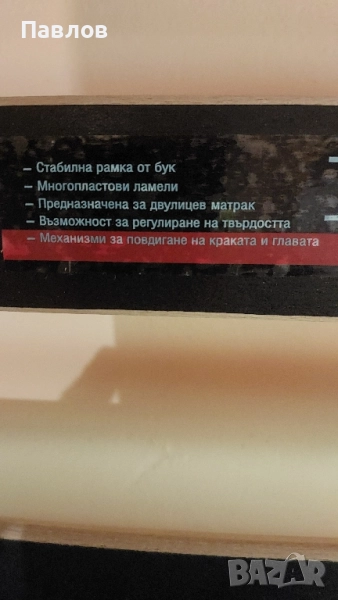 Павлов
– Стабилна рамка от бук
– Многопластови ламели
– Предназначена за двулицев матрак
– Възможност за регулиране на твърдостта
– Механизми за повдигане на краката и главата
BAZAR